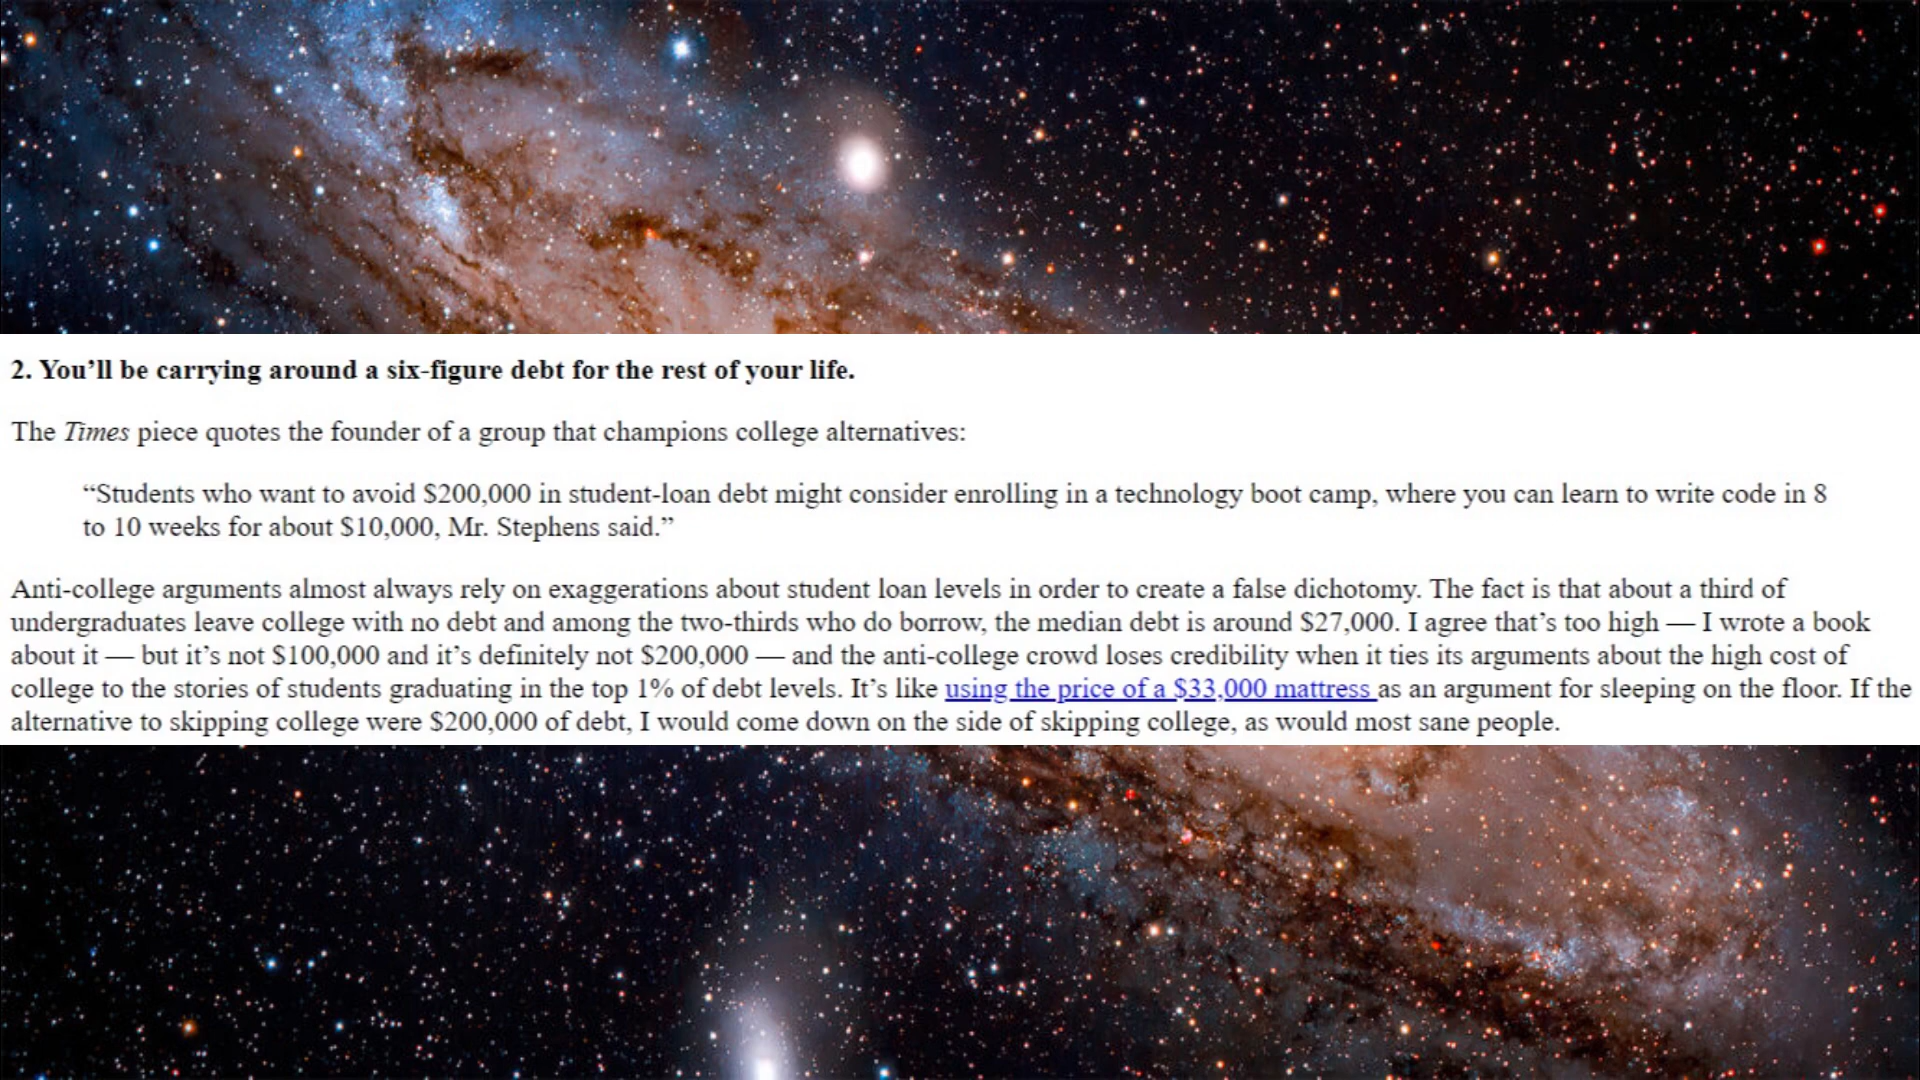 2. You’ll be carrying around a six-figure debt for the rest of your life.
The Times piece quotes the founder of a group that champions college alternatives:
“Students who want to avoid $200,000 in student-loan debt might consider enrolling in a technology boot camp, where you can learn to write code in 8
to 10 weeks for about $10,000, Mr. Stephens said.”
Anti-college arguments almost always rely on exaggerations about student loan levels in order to create a false dichotomy. The fact is that about a third of
undergraduates leave college with no debt and among the two-thirds who do borrow, the median debt is around $27,000. I agree that’s too high — I wrote a book
about it — but it’s not $100,000 and it’s definitely not $200,000 — and the anti-college crowd loses credibility when it ties its arguments about the high cost of
college to the stories of students graduating in the top 1% of debt levels. It’s like using the price of a $33,000 mattress as an argument for sleeping on the floor. If the
alternative to skipping college were $200,000 of debt, I would come down on the side of skipping college, as would most sane people.